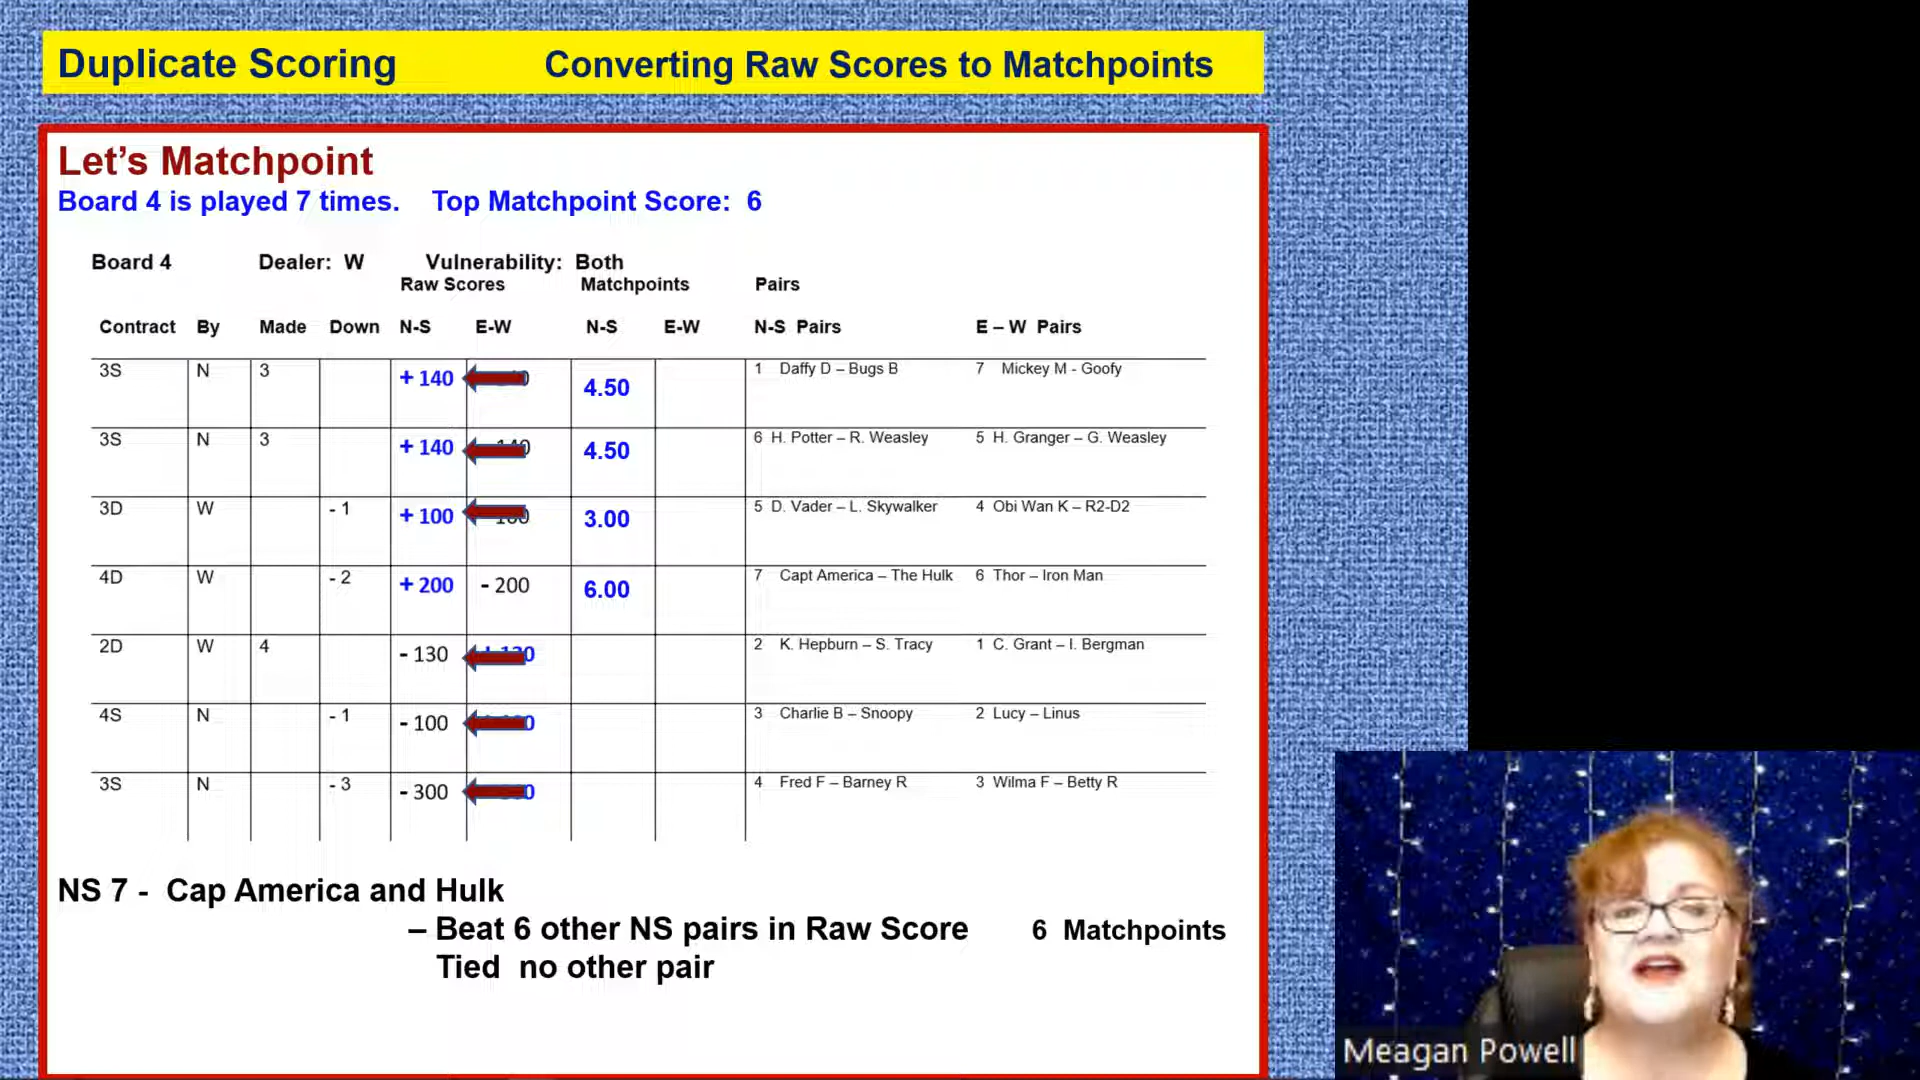 Duplicate Scoring Converting Raw Scores to Matchpoints
Let's Matchpoint
Board 4 is played 7 times. Top Matchpoint Score: 6
Board 4 Dealer: W Vulnerability: Both
Raw Scores Matchpoints Pairs
Contract By Made Down N-S E-W N-S E-W N-S Pairs E – W Pairs
3S N 3 + 140 4.50 1 Daffy D – Bugs B 7 Mickey M - Goofy
3S N 3 + 140 4.50 6 H. Potter – R. Weasley 5 H. Granger – G. Weasley
3D W - 1 + 100 3.00 5 D. Vader – L. Skywalker 4 Obi Wan K – R2-D2
4D W - 2 + 200 - 200 6.00 7 Capt America – The Hulk 6 Thor – Iron Man
2D W 4 - 130 2 K. Hepburn – S. Tracy 1 C. Grant – I. Bergman
4S N - 1 - 100 3 Charlie B – Snoopy 2 Lucy – Linus
3S N - 3 - 300 4 Fred F – Barney R 3 Wilma F – Betty R
NS 7 - Cap America and Hulk
– Beat 6 other NS pairs in Raw Score 6 Matchpoints
Tied no other pair
Meagan Powell